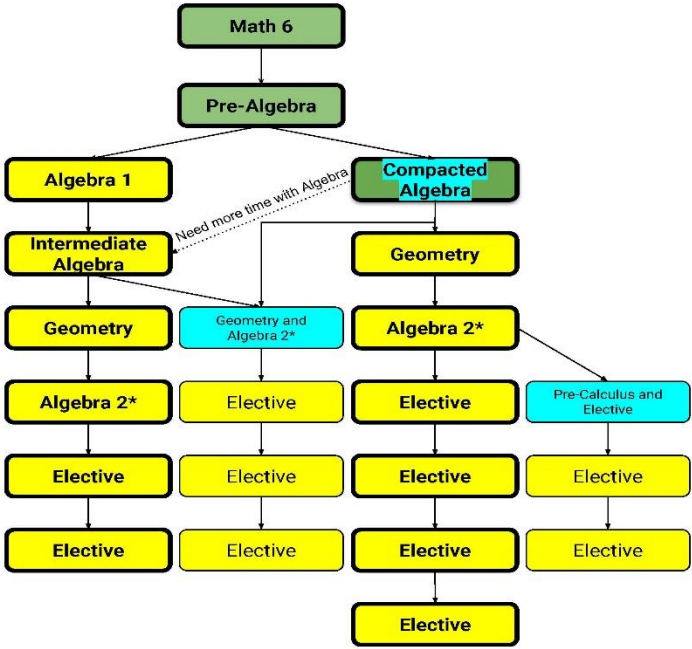 Math 6
Pre-Algebra
Algebra 1
Compacted
Algebra
Need more time with Algebra
Intermediate
Algebra
Geometry
Geometry
Geometry and
Algebra 2*
Algebra 2*
Algebra 2*
Elective
Elective
Pre-Calculus and
Elective
Elective
Elective
Elective
Elective
Elective
Elective
Elective
Elective
Elective